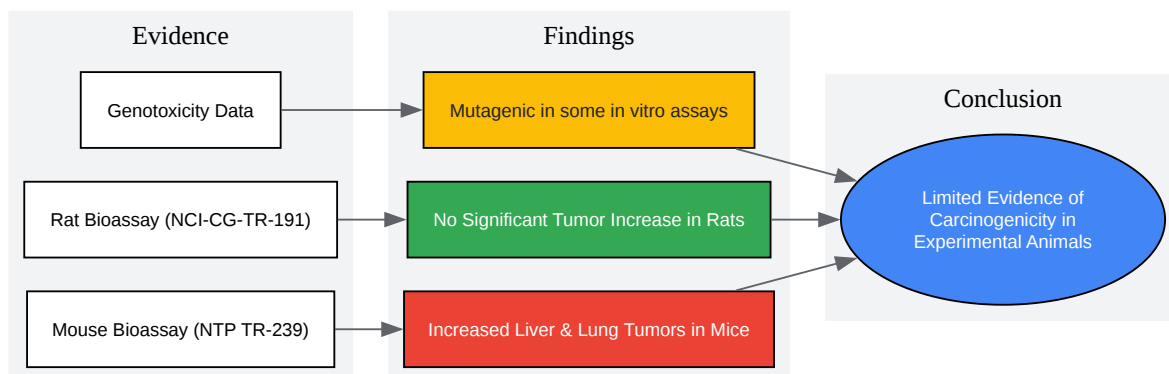 Evidence
Findings
Conclusion
Genotoxicity Data
Mutagenic in some in vitro assays
Rat Bioassay (NCI-CG-TR-191)
No Significant Tumor Increase in Rats
Mouse Bioassay (NTP TR-239)
Increased Liver & Lung Tumors in Mice
Limited Evidence of
Carcinogenicity in
Experimental Animals